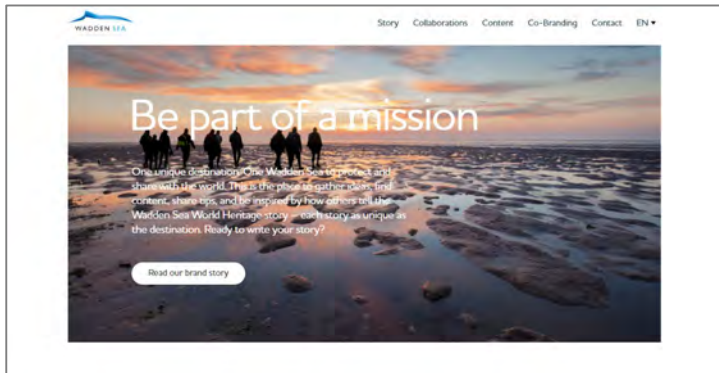 WADDEN SEA
Story Collaborations Content Co-Branding Contact EN ▾
Be part of a mission
One unique destination. One Wadden Sea to protect and
share with the world. This is the place to gather ideas, find
content, share tips, and be inspired by how others tell the
Wadden Sea World Heritage story – each story as unique as
the destination. Ready to write your story?
Read our brand story